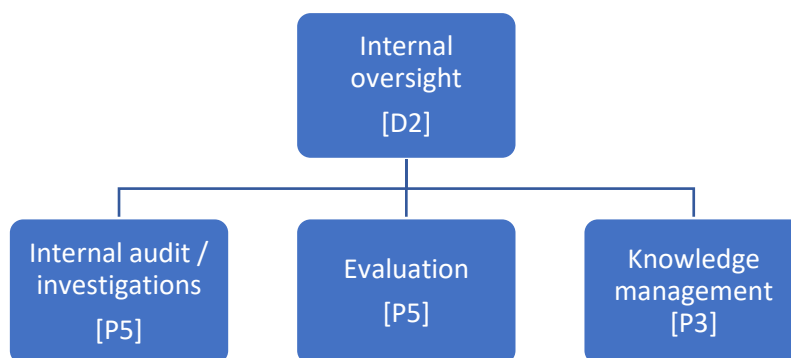 Internal
oversight
[D2]
Internal audit /
investigations
[P5]
Evaluation
[P5]
Knowledge
management
[P3]